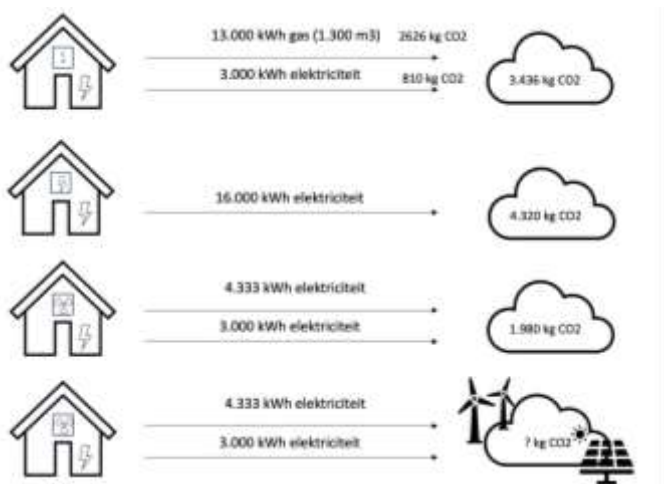 13.000 kWh gas (1.300 m3) 2626 kg CO2
3.000 kWh elektriciteit 810 kg CO2
3.436 kg CO2
16.000 kWh elektriciteit
4.320 kg CO2
4.333 kWh elektriciteit
3.000 kWh elektriciteit
1.980 kg CO2
4.333 kWh elektriciteit
3.000 kWh elektriciteit
? kg CO2